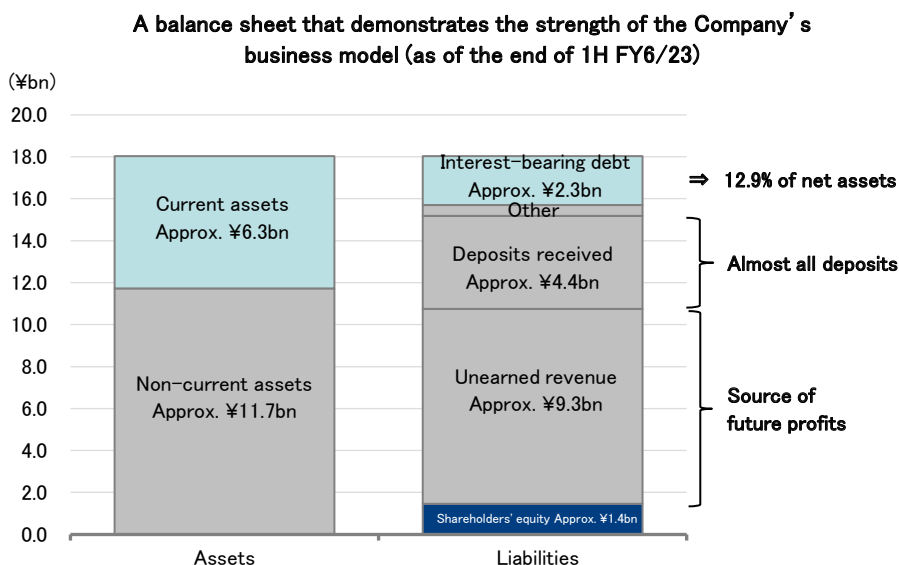 A balance sheet that demonstrates the strength of the Company's
business model (as of the end of 1H FY6/23)
(¥bn)
20.0
18.0
16.0
14.0
12.0
10.0
8.0
6.0
4.0
2.0
0.0
Current assets
Approx. ¥6.3bn
Non-current assets
Approx. ¥11.7bn
Interest-bearing debt
Approx. ¥2.3bn
Other
Deposits received
Approx. ¥4.4bn
Unearned revenue
Approx. ¥9.3bn
Shareholders' equity Approx. ¥1.4bn
⇒ 12.9% of net assets
Almost all deposits
Source of
future profits
Assets
Liabilities